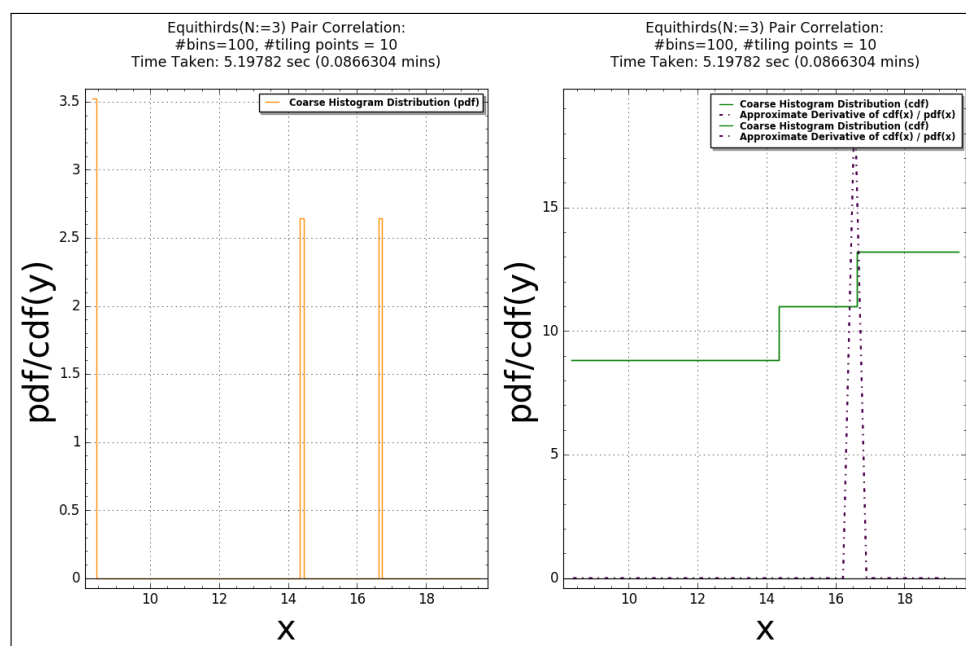 Equithirds(N:=3) Pair Correlation:
#bins=100, #tiling points = 10
Time Taken: 5.19782 sec (0.0866304 mins)
Coarse Histogram Distribution (pdf)
pdf/cdf(y)
3.5
3
2.5
2
1.5
1
0.5
0
10
12
14
16
18
x
Equithirds(N:=3) Pair Correlation:
#bins=100, #tiling points = 10
Time Taken: 5.19782 sec (0.0866304 mins)
Coarse Histogram Distribution (cdf)
Approximate Derivative of cdf(x) / pdf(x)
Coarse Histogram Distribution (cdf)
Approximate Derivative of cdf(x) / pdf(x)
pdf/cdf(y)
15
10
5
0
10
12
14
16
18
x